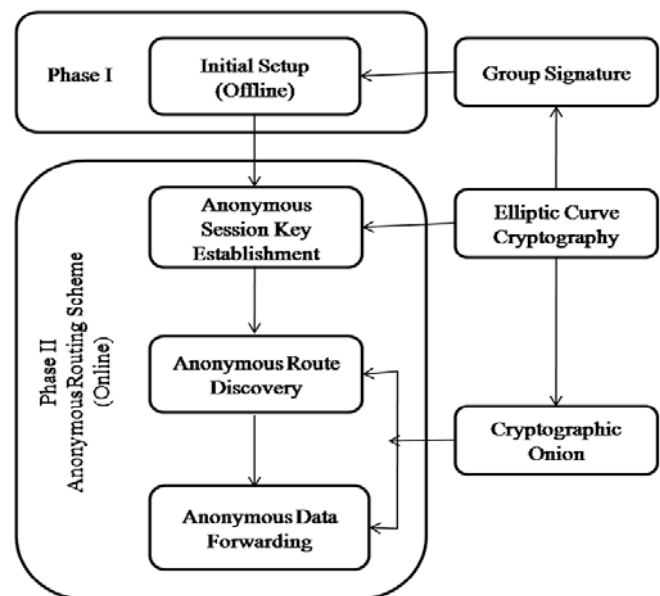 Phase I
Initial Setup
(Offline)
Group Signature
Anonymous
Session Key
Establishment
Elliptic Curve
Cryptography
Phase II
Anonymous Routing Scheme
(Online)
Anonymous Route
Discovery
Cryptographic
Onion
Anonymous Data
Forwarding